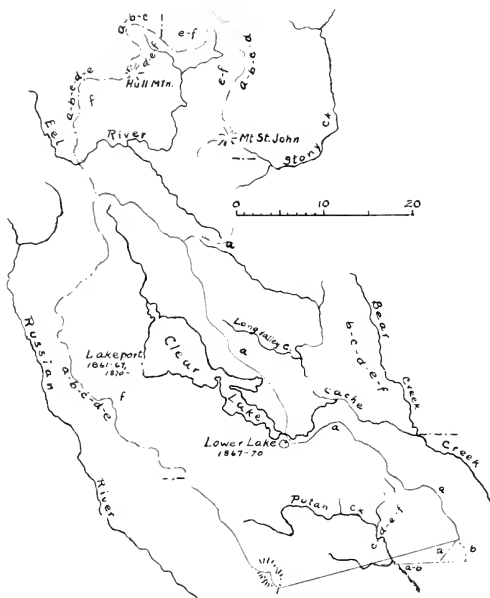 b-c
a
d-e-f
e-f
a-b-c-d
e-f
Hull Mtn.
a-b-c-d-e
f
Eel
River
Mt St. John
Stony Ck
0 10 20
a
Russian
River
Lakeport
1861-67,
1870-
Clear
Lake
Long Valley C.
a
Bear
Creek
b-c-d-e-f
a-b-c-d-e
f
Cache
Creek
a
Lower Lake
1867-70
a
Putan Ck
c-d-e-f
a-b
a
b